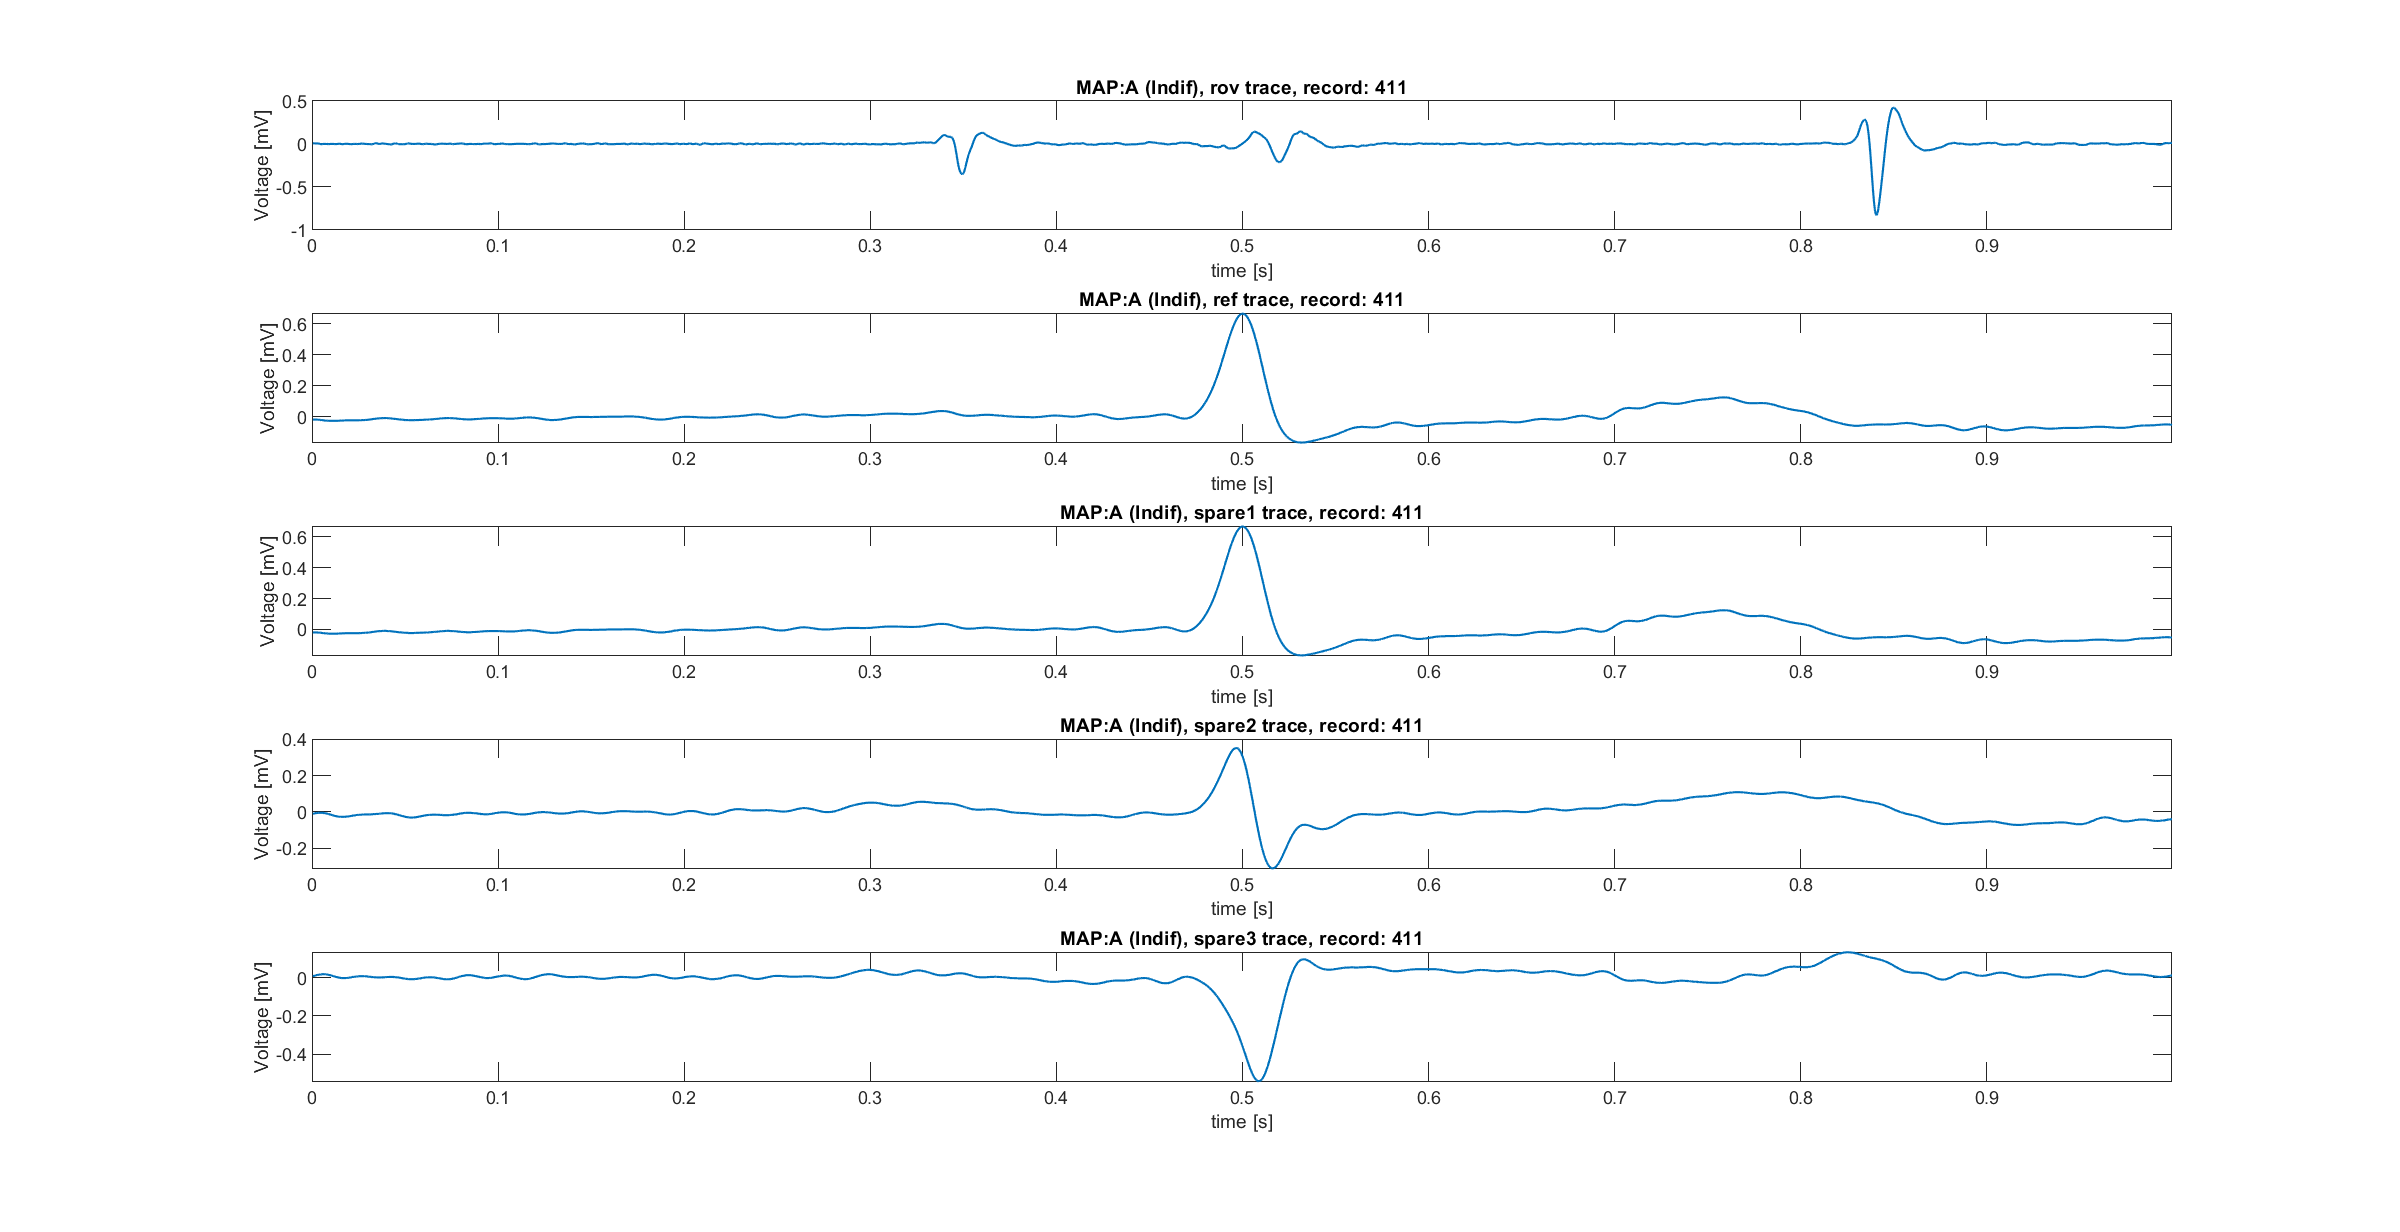 MAP:A (Indif), rov trace, record: 411
Voltage [mV]
0.5
0
-0.5
-1
0 0.1 0.2 0.3 0.4 0.5 0.6 0.7 0.8 0.9
time [s]
MAP:A (Indif), ref trace, record: 411
Voltage [mV]
0.6
0.4
0.2
0
0 0.1 0.2 0.3 0.4 0.5 0.6 0.7 0.8 0.9
time [s]
MAP:A (Indif), spare1 trace, record: 411
Voltage [mV]
0.6
0.4
0.2
0
0 0.1 0.2 0.3 0.4 0.5 0.6 0.7 0.8 0.9
time [s]
MAP:A (Indif), spare2 trace, record: 411
Voltage [mV]
0.4
0.2
0
-0.2
0 0.1 0.2 0.3 0.4 0.5 0.6 0.7 0.8 0.9
time [s]
MAP:A (Indif), spare3 trace, record: 411
Voltage [mV]
0
-0.2
-0.4
0 0.1 0.2 0.3 0.4 0.5 0.6 0.7 0.8 0.9
time [s]